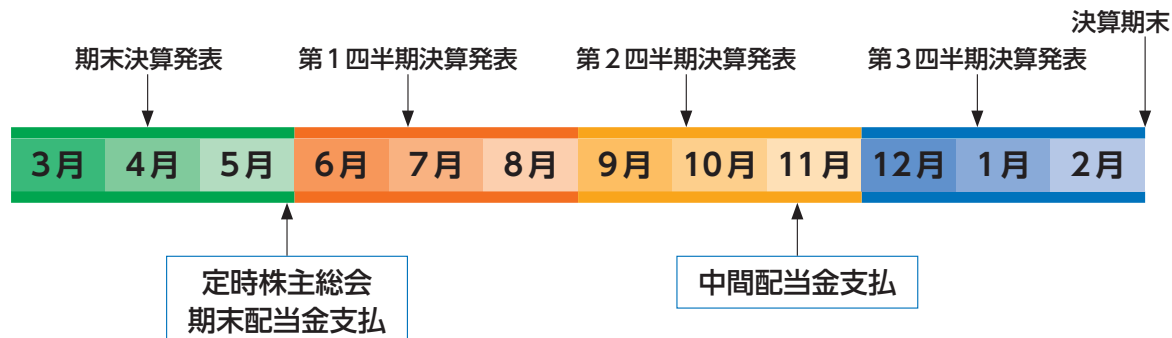 決算期末
期末決算発表
第1四半期決算発表
第2四半期決算発表
第3四半期決算発表
3月 4月 5月 6月 7月 8月 9月 10月 11月 12月 1月 2月
定時株主総会
期末配当金支払
中間配当金支払